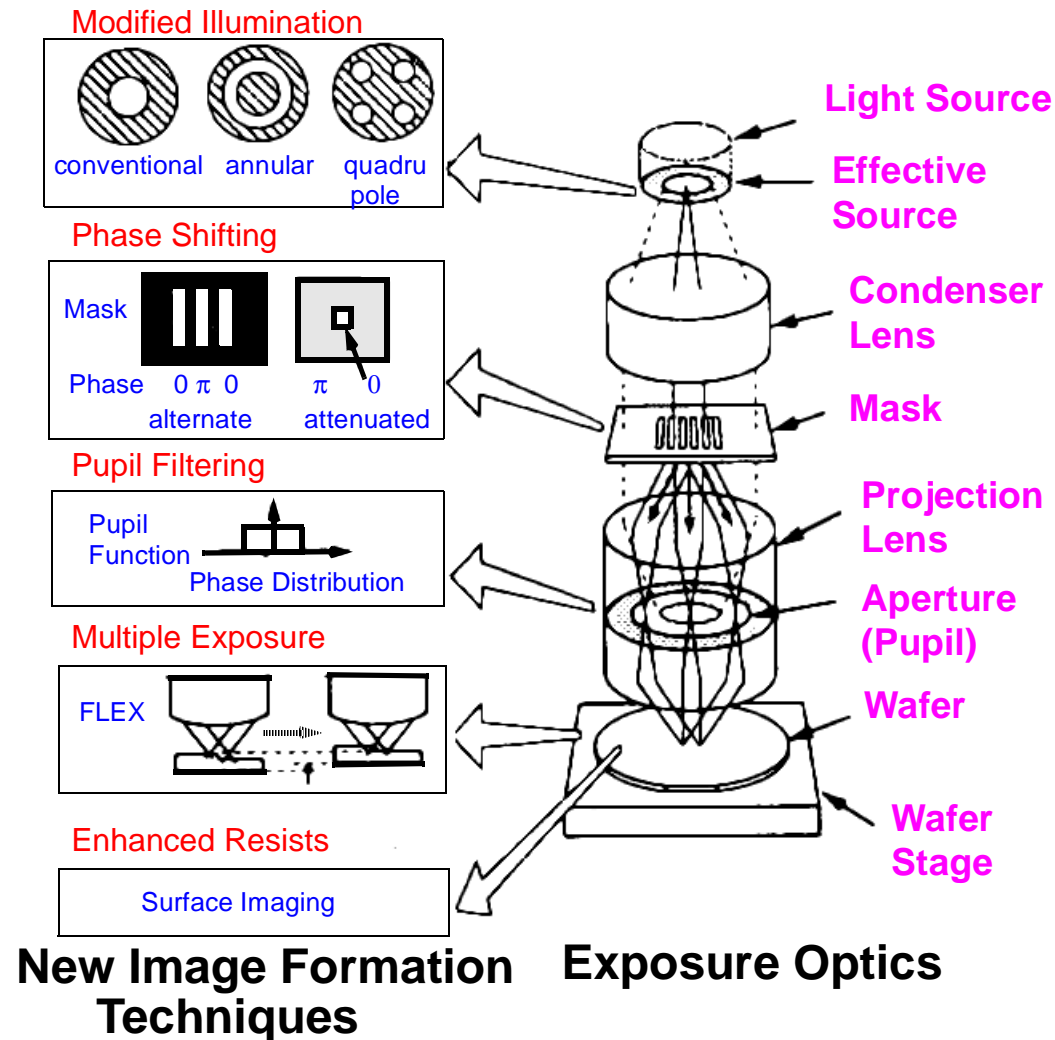 Modified Illumination
conventional annular quadru
pole
Phase Shifting
Mask
Phase 0 π 0 π 0
alternate attenuated
Pupil Filtering
Pupil
Function
Phase Distribution
Multiple Exposure
FLEX
Enhanced Resists
Surface Imaging
New Image Formation
Techniques
Light Source
Effective
Source
Condenser
Lens
Mask
Projection
Lens
Aperture
(Pupil)
Wafer
Wafer
Stage
Exposure Optics